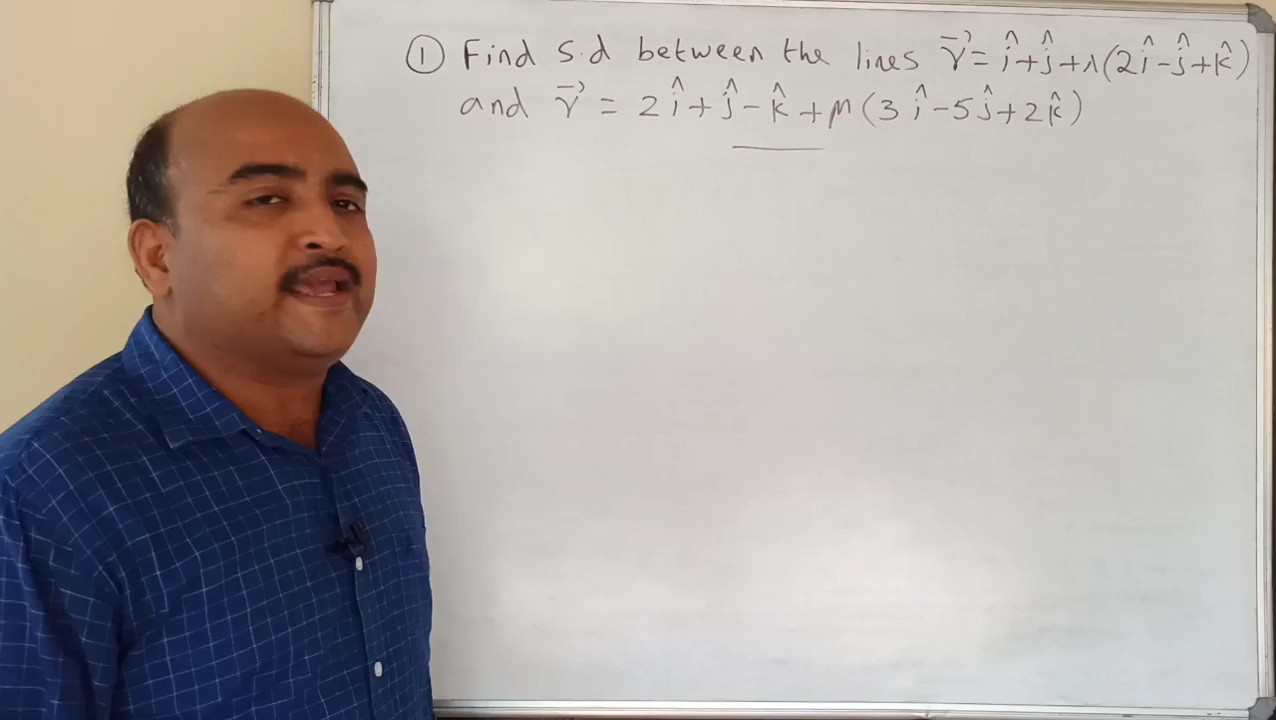 ① Find S.d between the lines r⃗ = î+ĵ+λ(2î-ĵ+k̂)
and r⃗ = 2î+ĵ-k̂+μ(3î-5ĵ+2k̂)